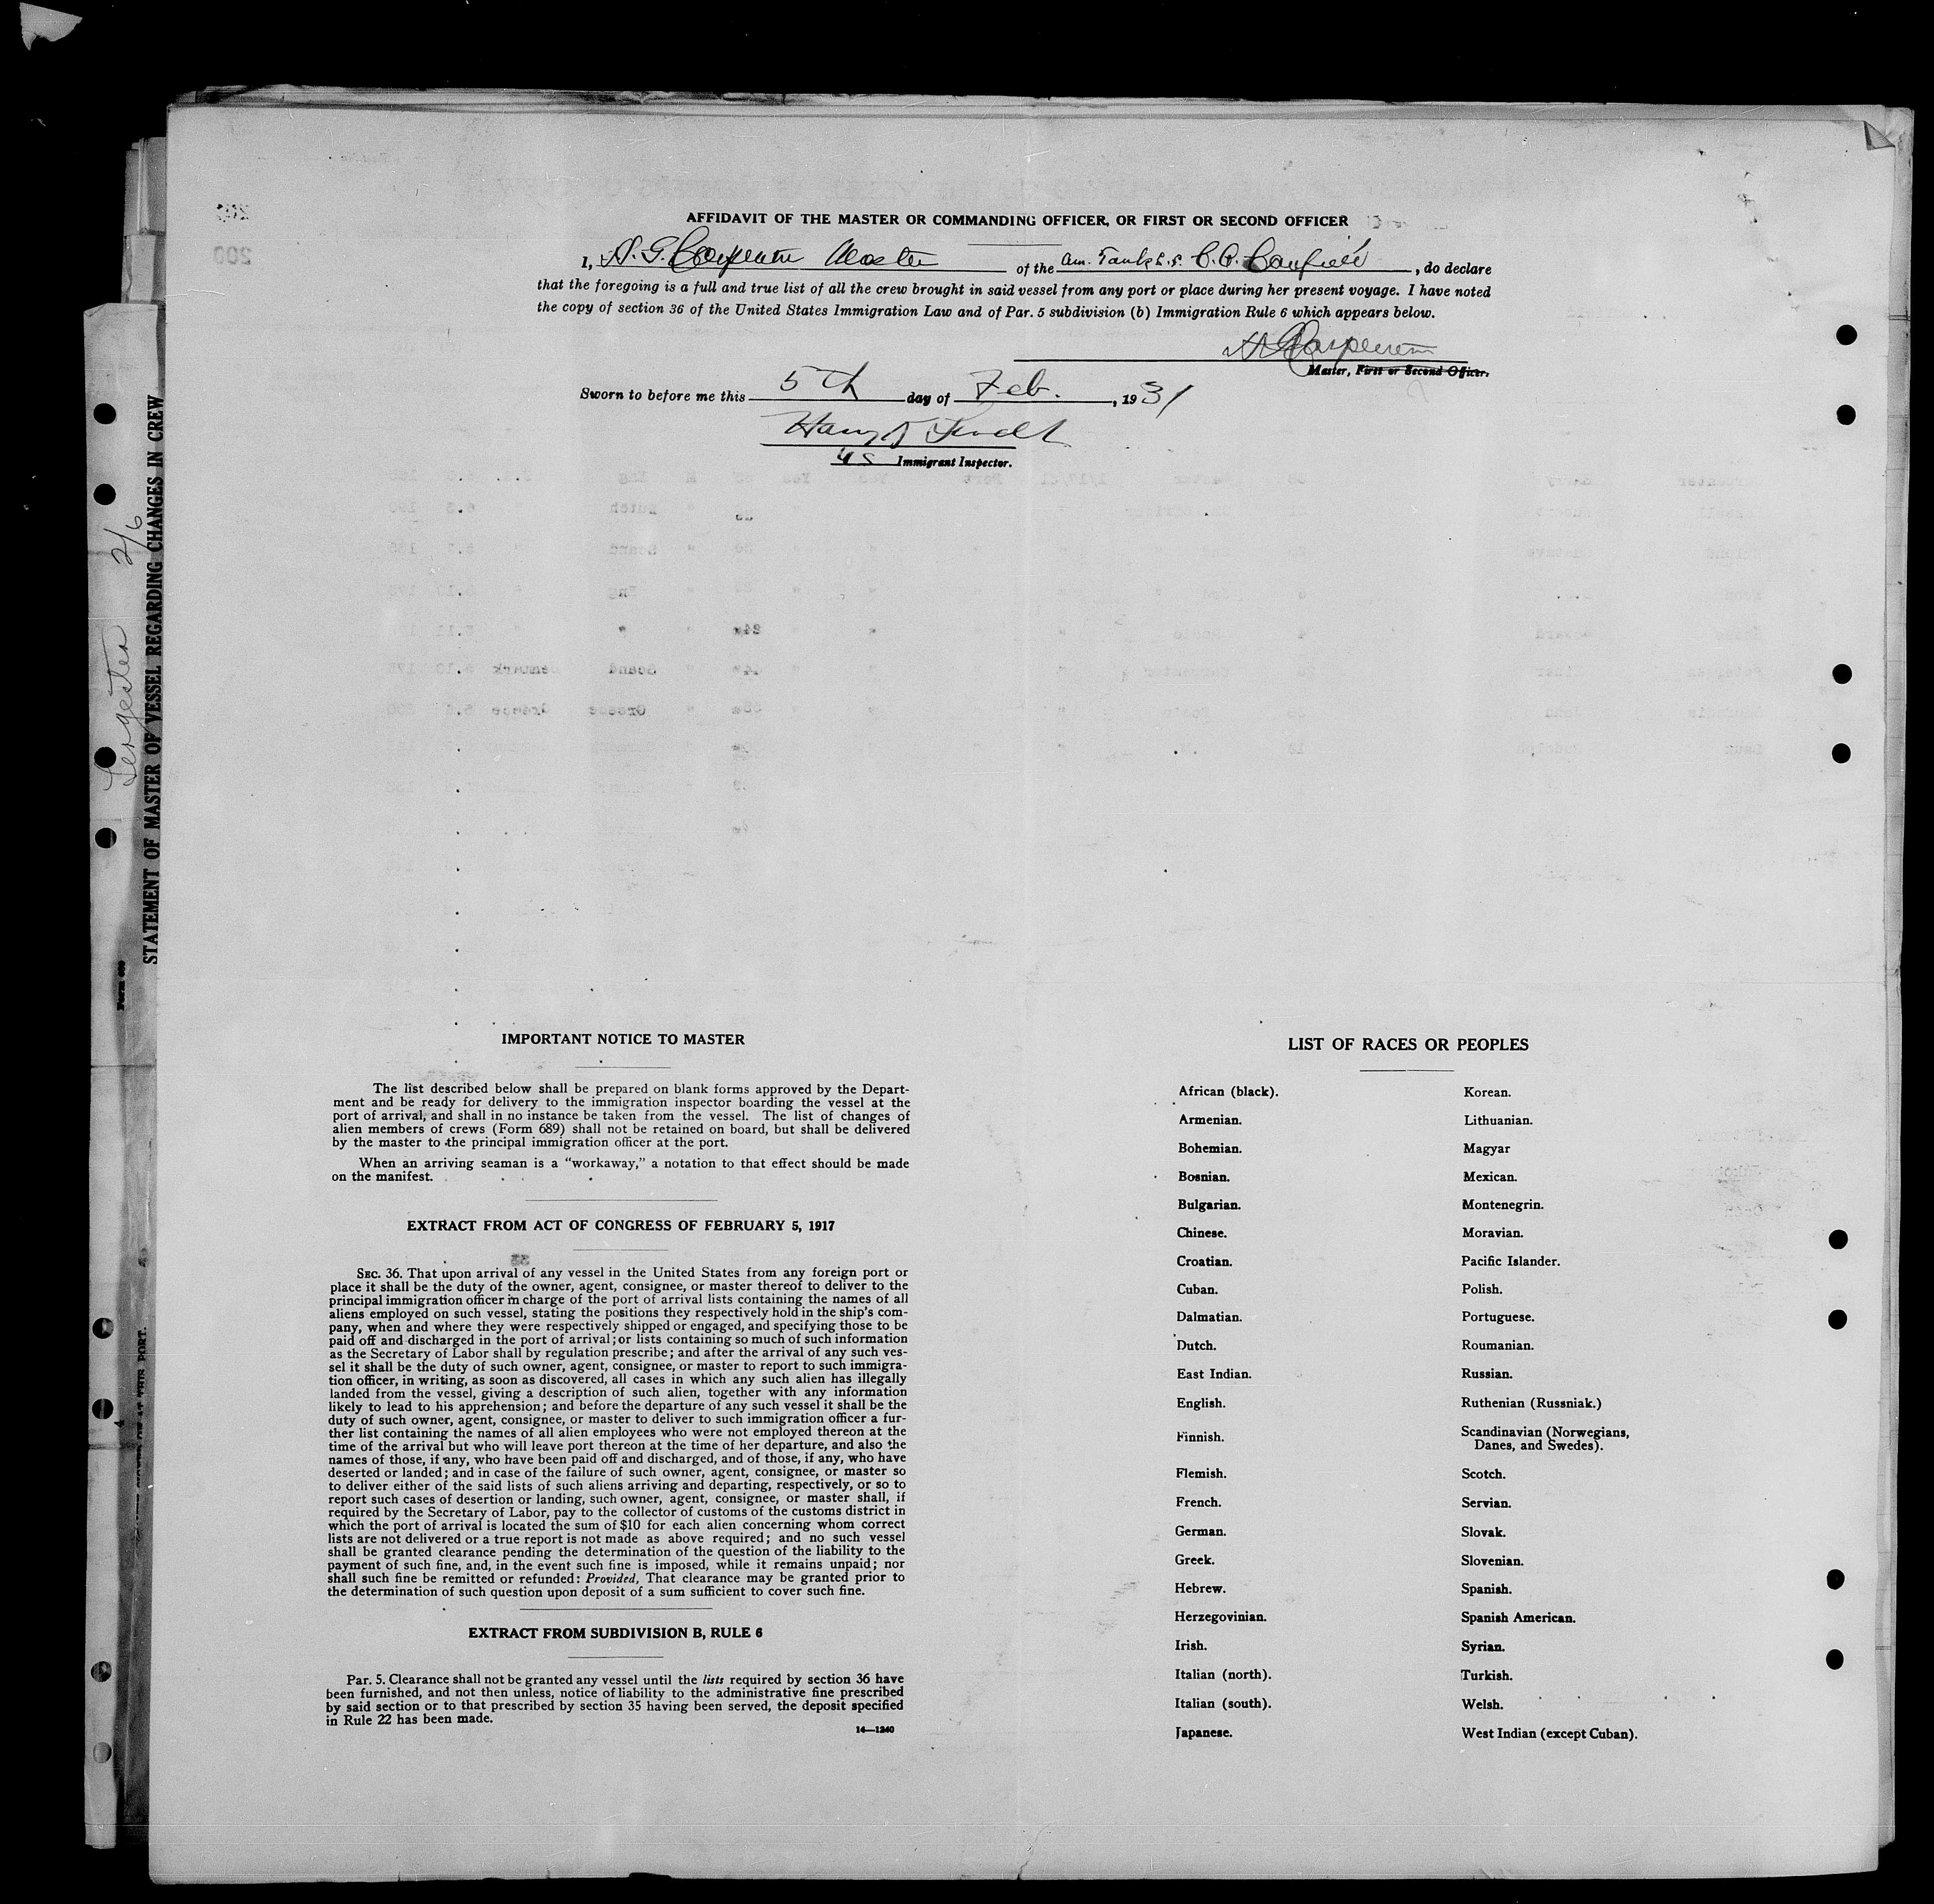 AFFIDAVIT OF THE MASTER OR COMMANDING OFFICER, OR FIRST OR SECOND OFFICER
I, H. G. Carpenter Master of the Am. Tank S.S. C. A. Canfield, do declare
that the foregoing is a full and true list of all the crew brought in said vessel from any port or place during her present voyage. I have noted
the copy of section 36 of the United States Immigration Law and of Par. 5 subdivision (b) Immigration Rule 6 which appears below.
H G Carpenter
Master, First or Second Officer.
Sworn to before me this 5th day of Feb., 1931
US Immigrant Inspector.
STATEMENT OF MASTER OF VESSEL REGARDING CHANGES IN CREW
2/6
Form 689
IMPORTANT NOTICE TO MASTER
The list described below shall be prepared on blank forms approved by the Depart-
ment and be ready for delivery to the immigration inspector boarding the vessel at the
port of arrival, and shall in no instance be taken from the vessel. The list of changes of
alien members of crews (Form 689) shall not be retained on board, but shall be delivered
by the master to the principal immigration officer at the port.
When an arriving seaman is a "workaway," a notation to that effect should be made
on the manifest.
EXTRACT FROM ACT OF CONGRESS OF FEBRUARY 5, 1917
SEC. 36. That upon arrival of any vessel in the United States from any foreign port or
place it shall be the duty of the owner, agent, consignee, or master thereof to deliver to the
principal immigration officer in charge of the port of arrival lists containing the names of all
aliens employed on such vessel, stating the positions they respectively hold in the ship's com-
pany, when and where they were respectively shipped or engaged, and specifying those to be
paid off and discharged in the port of arrival; or lists containing so much of such information
as the Secretary of Labor shall by regulation prescribe; and after the arrival of any such ves-
sel it shall be the duty of such owner, agent, consignee, or master to report to such immigra-
tion officer, in writing, as soon as discovered, all cases in which any such alien has illegally
landed from the vessel, giving a description of such alien, together with any information
likely to lead to his apprehension; and before the departure of any such vessel it shall be the
duty of such owner, agent, consignee, or master to deliver to such immigration officer a fur-
ther list containing the names of all alien employees who were not employed thereon at the
time of the arrival but who will leave port thereon at the time of her departure, and also the
names of those, if any, who have been paid off and discharged, and of those, if any, who have
deserted or landed; and in case of the failure of such owner, agent, consignee, or master so
to deliver either of the said lists of such aliens arriving and departing, respectively, or so to
report such cases of desertion or landing, such owner, agent, consignee, or master shall, if
required by the Secretary of Labor, pay to the collector of customs of the customs district in
which the port of arrival is located the sum of $10 for each alien concerning whom correct
lists are not delivered or a true report is not made as above required; and no such vessel
shall be granted clearance pending the determination of the question of the liability to the
payment of such fine, and, in the event such fine is imposed, while it remains unpaid; nor
shall such fine be remitted or refunded: Provided, That clearance may be granted prior to
the determination of such question upon deposit of a sum sufficient to cover such fine.
EXTRACT FROM SUBDIVISION B, RULE 6
Par. 5. Clearance shall not be granted any vessel until the lists required by section 36 have
been furnished, and not then unless, notice of liability to the administrative fine prescribed
by said section or to that prescribed by section 35 having been served, the deposit specified
in Rule 22 has been made.
14—1240
LIST OF RACES OR PEOPLES
African (black). Korean.
Armenian. Lithuanian.
Bohemian. Magyar
Bosnian. Mexican.
Bulgarian. Montenegrin.
Chinese. Moravian.
Croatian. Pacific Islander.
Cuban. Polish.
Dalmatian. Portuguese.
Dutch. Roumanian.
East Indian. Russian.
English. Ruthenian (Russniak.)
Finnish. Scandinavian (Norwegians,
Danes, and Swedes).
Flemish. Scotch.
French. Servian.
German. Slovak.
Greek. Slovenian.
Hebrew. Spanish.
Herzegovinian. Spanish American.
Irish. Syrian.
Italian (north). Turkish.
Italian (south). Welsh.
Japanese. West Indian (except Cuban).